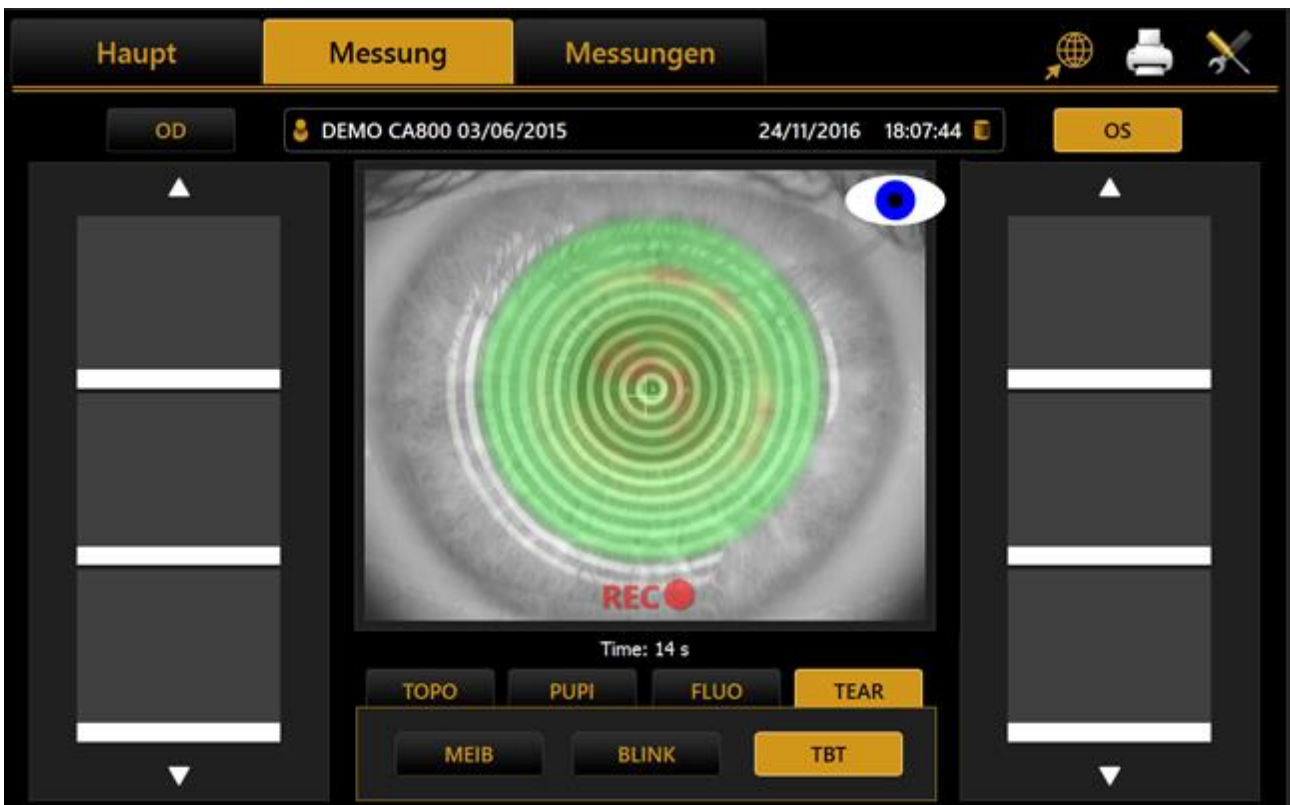 Haupt Messung Messungen
OD DEMO CA800 03/06/2015 24/11/2016 18:07:44 OS
REC
Time: 14 s
TOPO PUPI FLUO TEAR
MEIB BLINK TBT